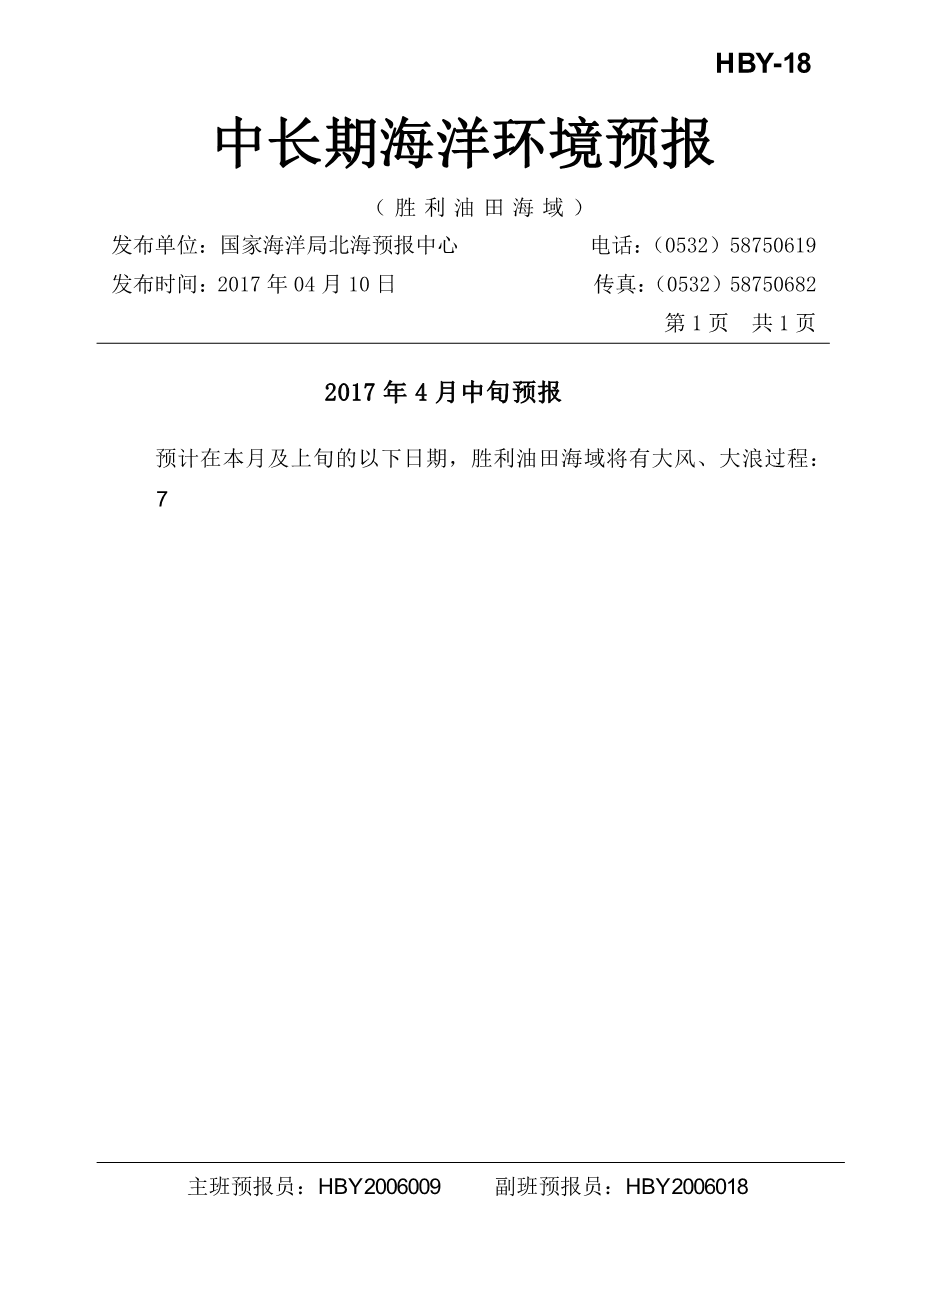 HBY-18
中长期海洋环境预报
（胜利油田海域）
发布单位：国家海洋局北海预报中心 电话：（0532）58750619
发布时间：2017 年 04 月 10 日 传真：（0532）58750682
第 1 页 共 1 页
2017 年 4 月中旬预报
预计在本月及上旬的以下日期，胜利油田海域将有大风、大浪过程：
7
主班预报员：HBY2006009 副班预报员：HBY2006018